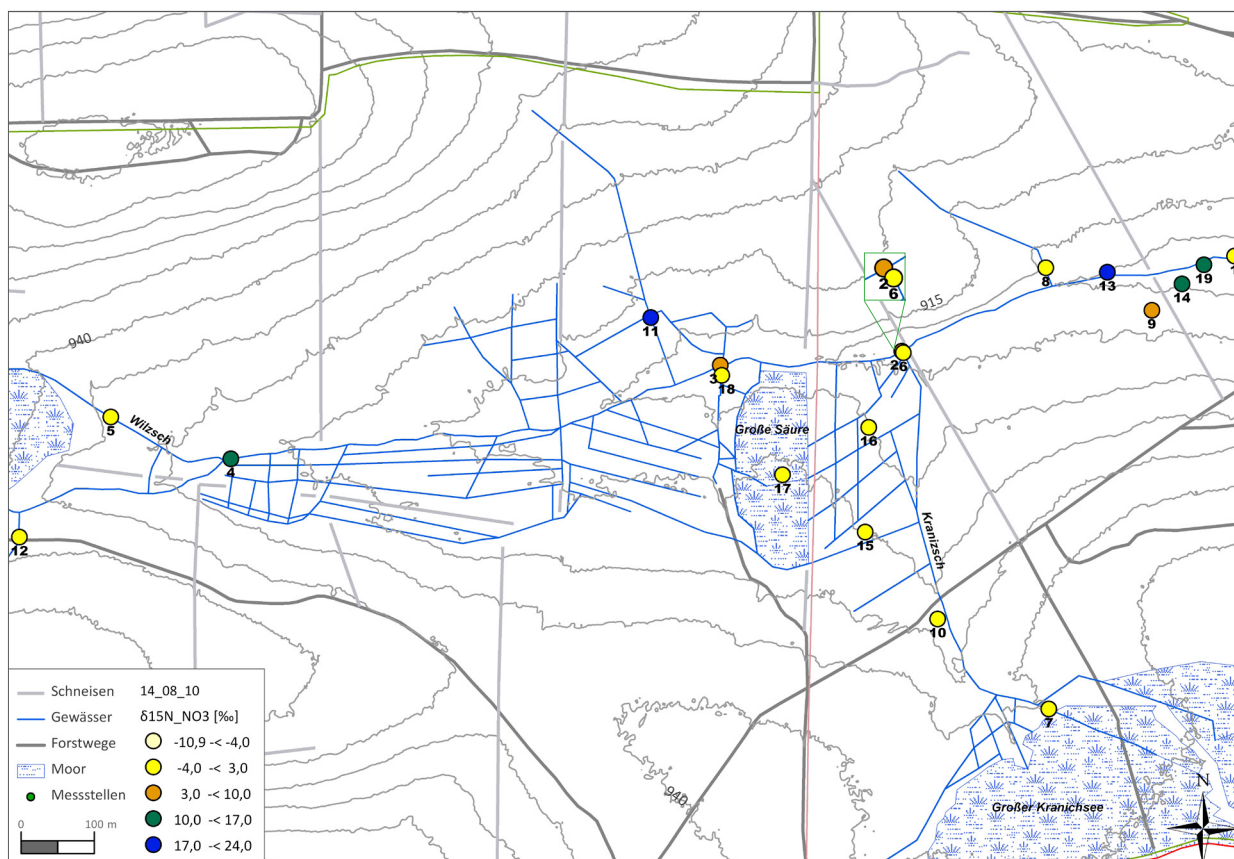 2
6
8
13
19
1
14
9
915
11
940
3
18
26
5
Wilzsch
4
Große Säure
16
17
Kranizsch
15
12
10
7
Großer Kranichsee
940
N
Schneisen 14_08_10
Gewässer δ15N_NO3 [‰]
Forstwege -10,9 -< -4,0
Moor -4,0 -< 3,0
Messstellen 3,0 -< 10,0
10,0 -< 17,0
0 100 m 17,0 -< 24,0